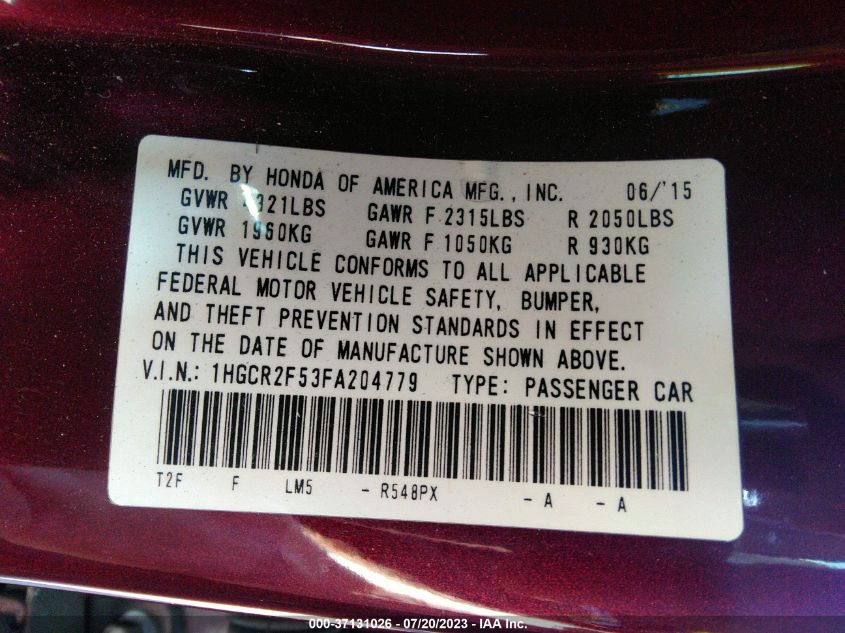 MFD. BY HONDA OF AMERICA MFG., INC. 06/'15
GVWR 4321LBS GAWR F 2315LBS R 2050LBS
GVWR 1960KG GAWR F 1050KG R 930KG
THIS VEHICLE CONFORMS TO ALL APPLICABLE
FEDERAL MOTOR VEHICLE SAFETY, BUMPER,
AND THEFT PREVENTION STANDARDS IN EFFECT
ON THE DATE OF MANUFACTURE SHOWN ABOVE.
V.I.N.: 1HGCR2F53FA204779 TYPE: PASSENGER CAR
T2F F LM5 - R548PX - A - A
000-37131026 - 07/20/2023 - IAA Inc.